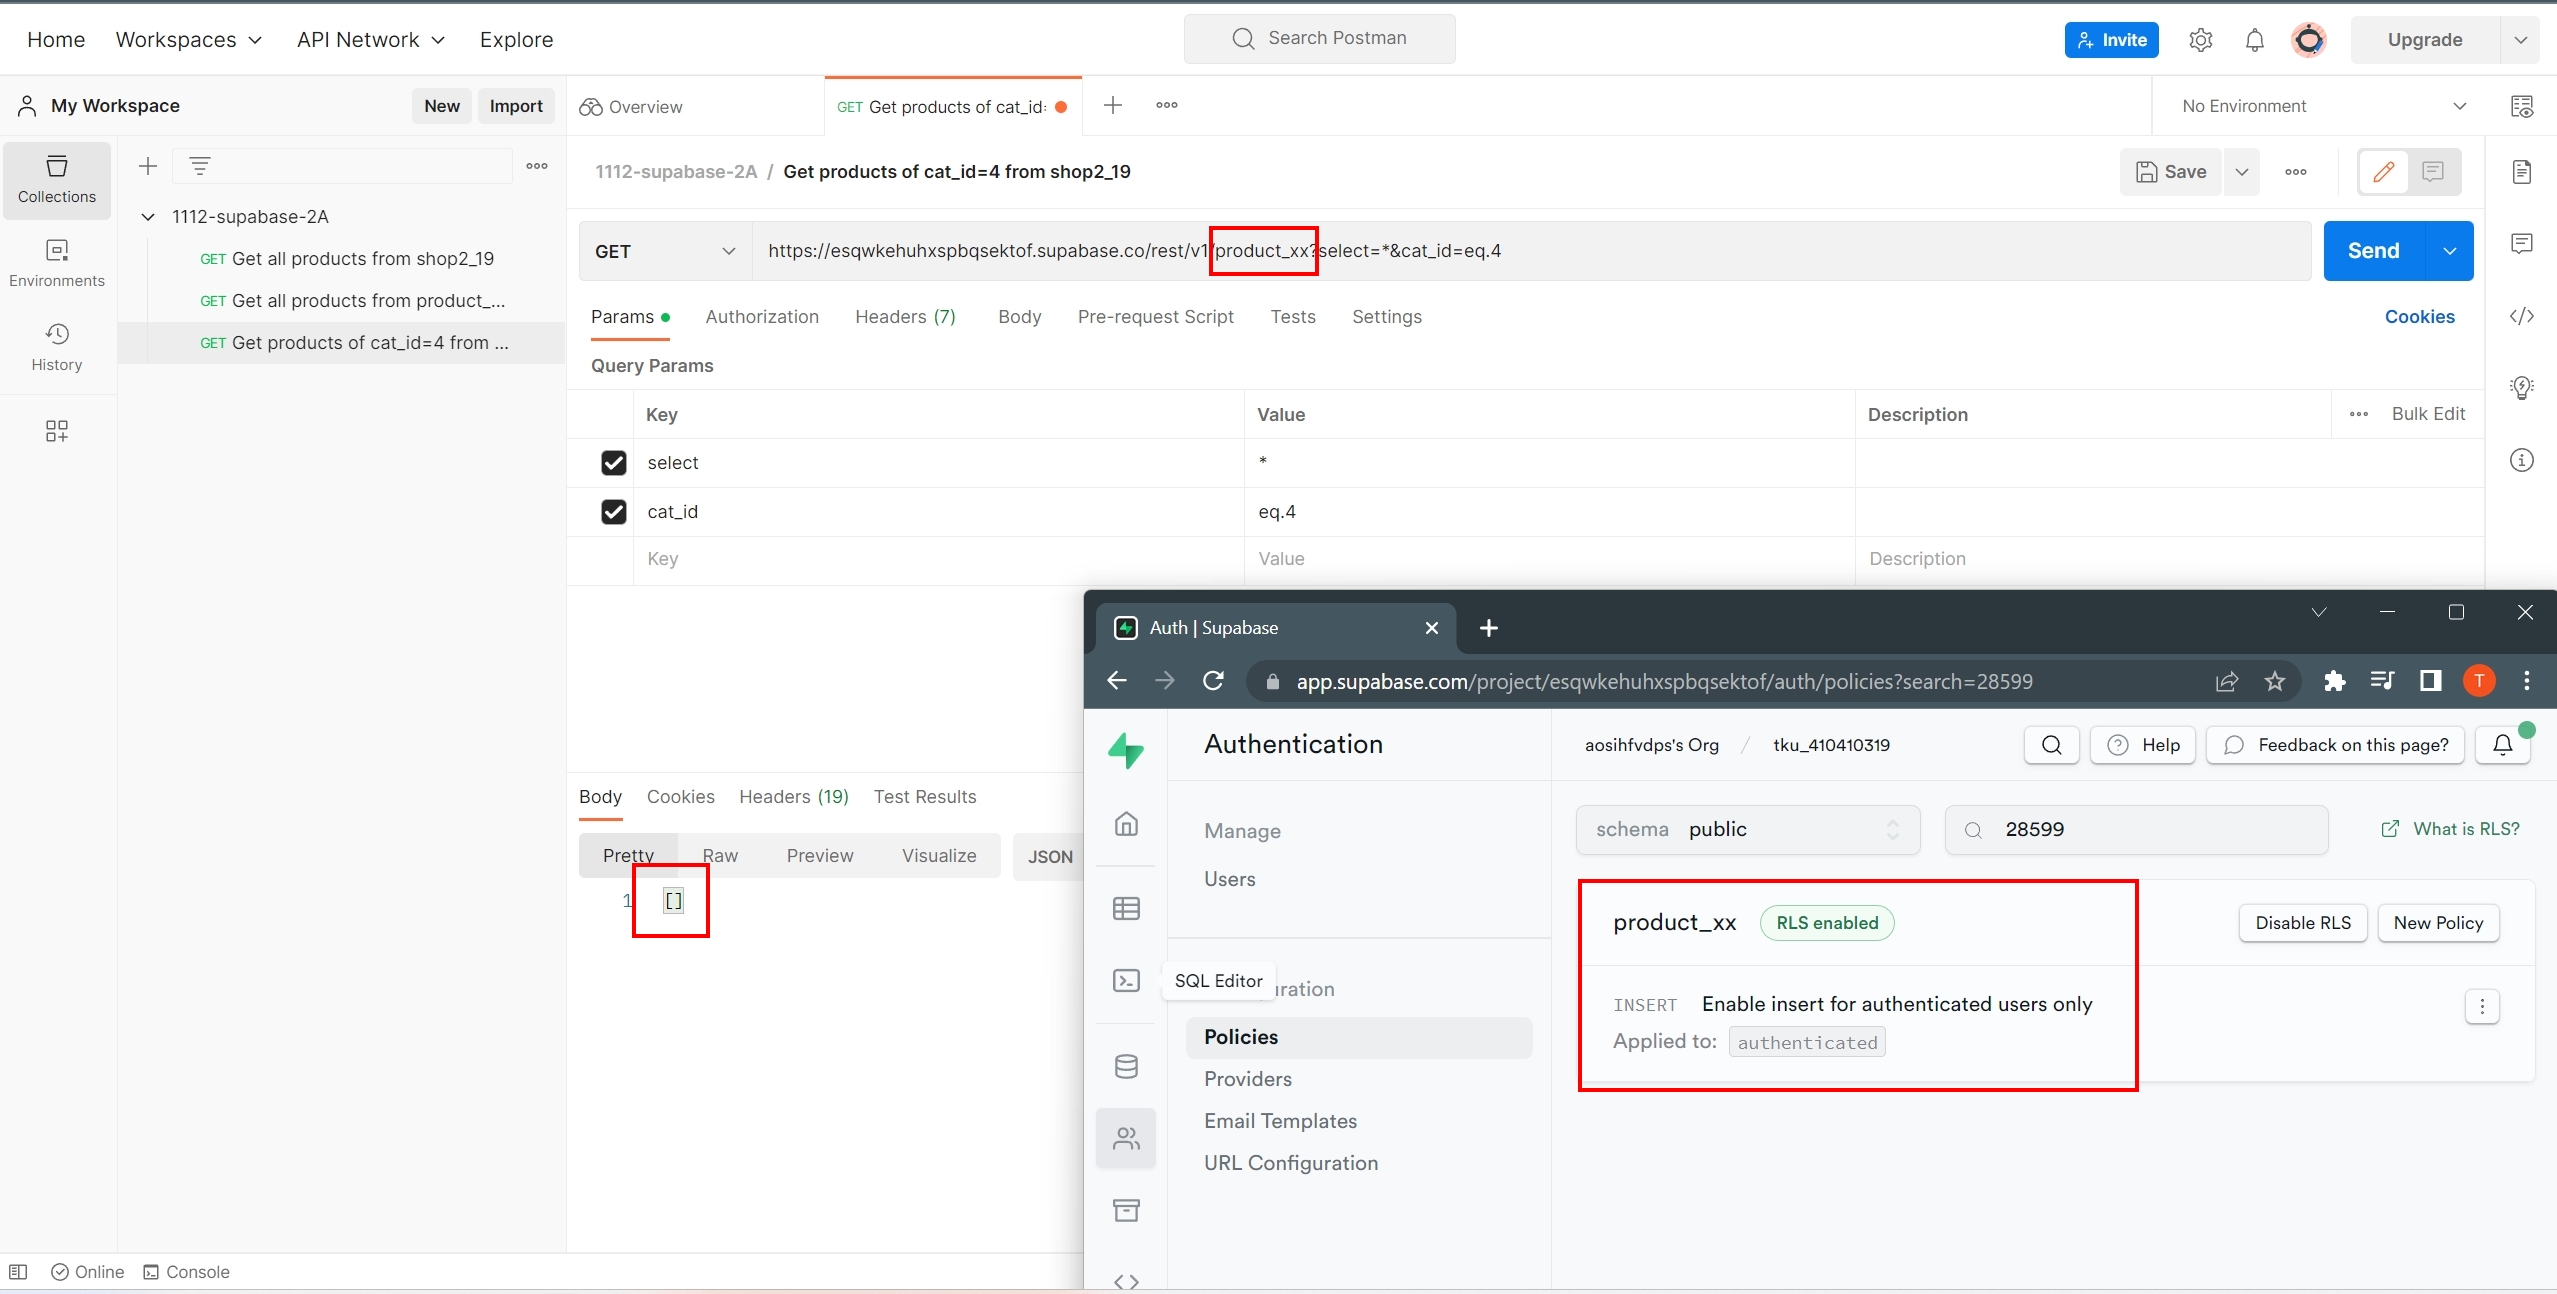 Home
Workspaces
API Network
Explore
Search Postman
Invite
Upgrade
My Workspace
New
Import
Overview
GET Get products of cat_id:
No Environment
Collections
Environments
History
1112-supabase-2A
GET Get all products from shop2_19
GET Get all products from product_...
GET Get products of cat_id=4 from ...
1112-supabase-2A / Get products of cat_id=4 from shop2_19
Save
GET
https://esqwkehuhxspbqsektof.supabase.co/rest/v1/product_xx?select=*&cat_id=eq.4
Send
Params
Authorization
Headers (7)
Body
Pre-request Script
Tests
Settings
Cookies
Query Params
Key
Value
Description
Bulk Edit
select
*
cat_id
eq.4
Key
Value
Description
Body
Cookies
Headers (19)
Test Results
Pretty
Raw
Preview
Visualize
JSON
1
[]
Online
Console
Auth | Supabase
app.supabase.com/project/esqwkehuhxspbqsektof/auth/policies?search=28599
T
Authentication
aosihfvdps's Org / tku_410410319
Help
Feedback on this page?
Manage
Users
SQL Editor
uration
Policies
Providers
Email Templates
URL Configuration
schema public
28599
What is RLS?
product_xx
RLS enabled
Disable RLS
New Policy
INSERT Enable insert for authenticated users only
Applied to: authenticated